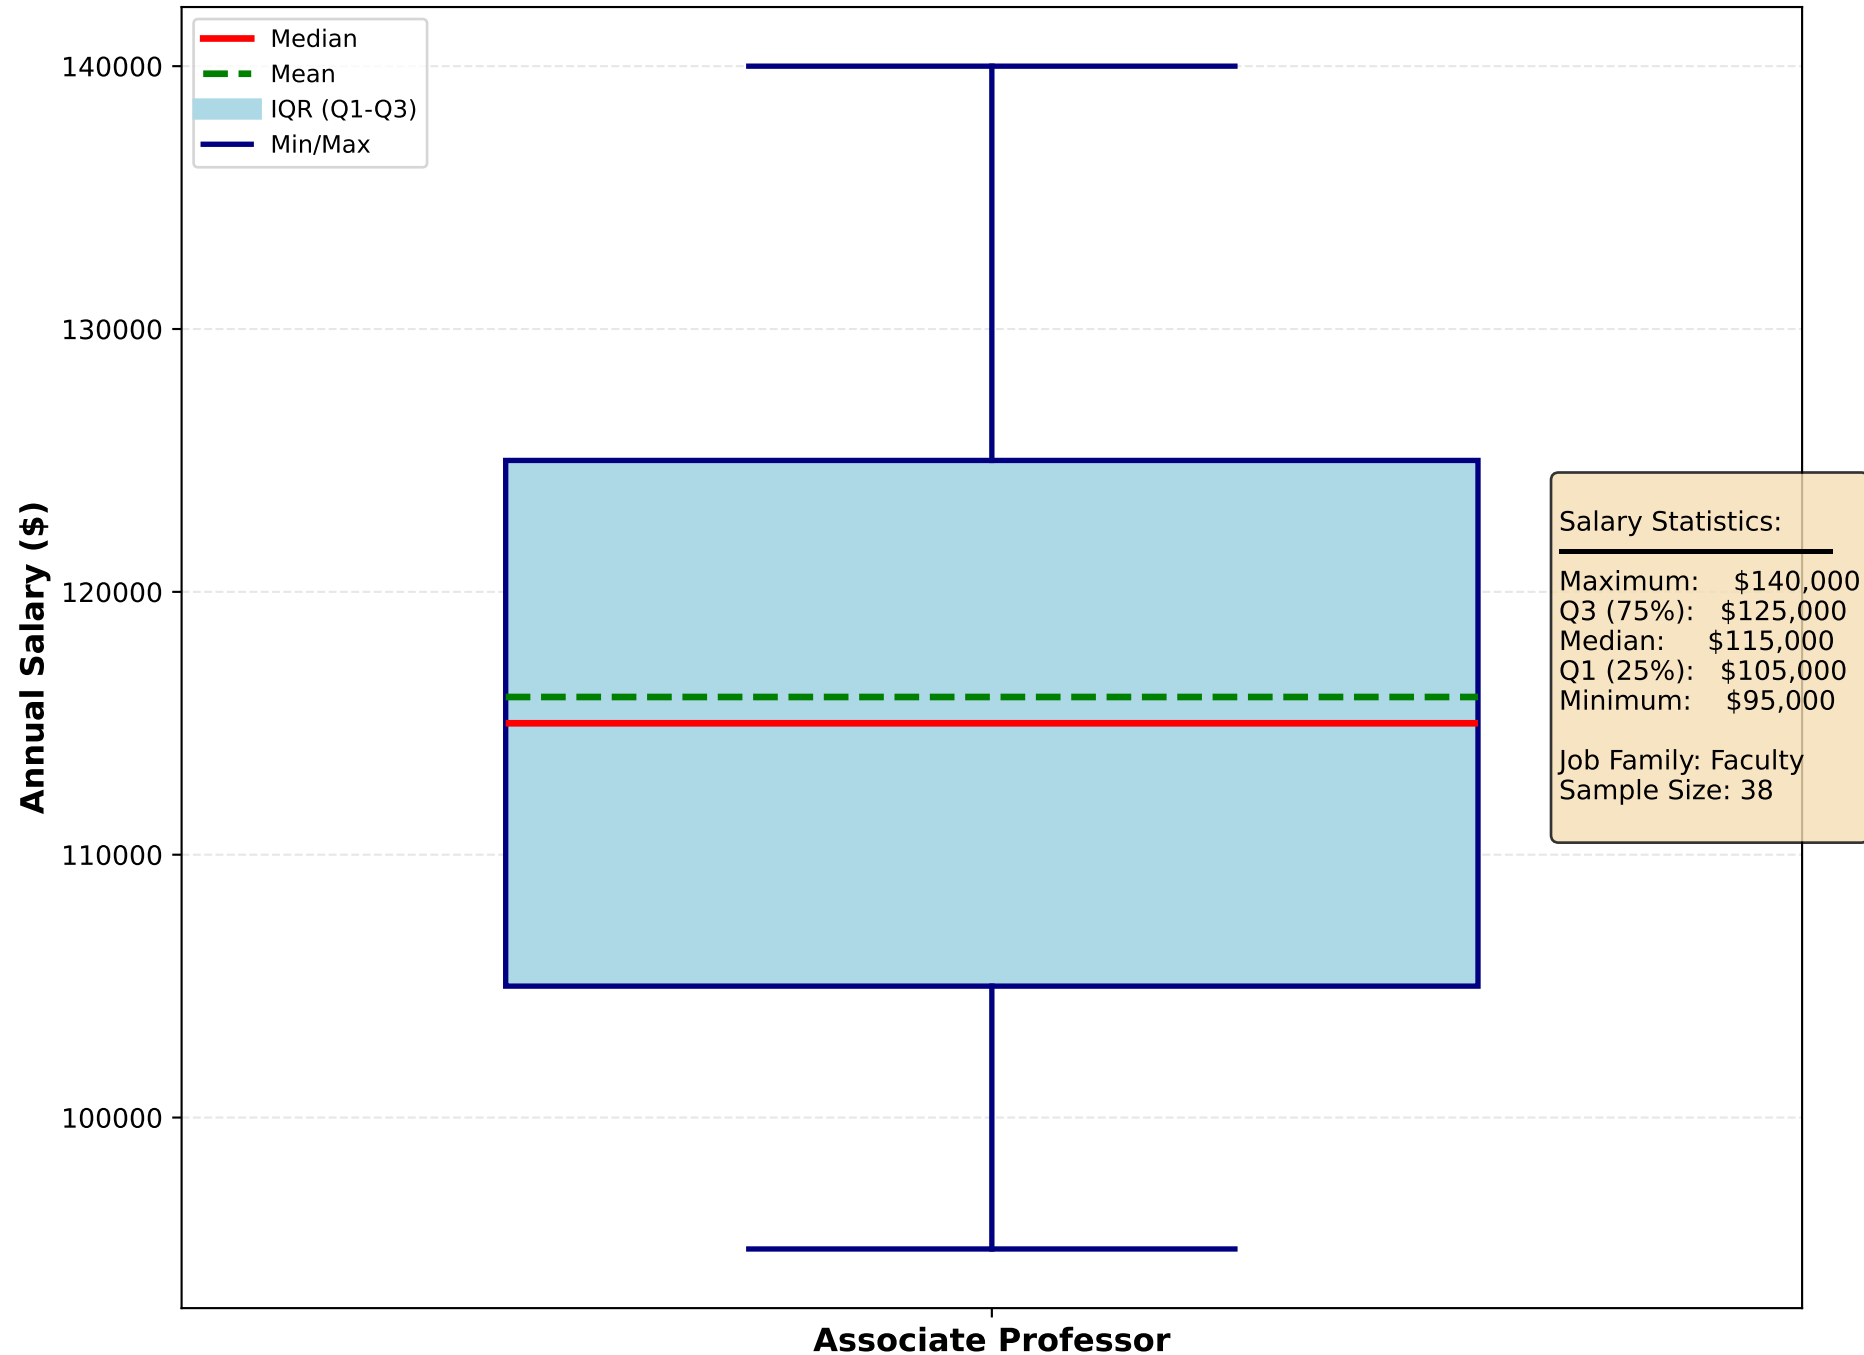 Median
Mean
IQR (Q1-Q3)
Min/Max
140000
130000
120000
110000
100000
Annual Salary ($)
Associate Professor
Salary Statistics:
Maximum: $140,000
Q3 (75%): $125,000
Median: $115,000
Q1 (25%): $105,000
Minimum: $95,000
Job Family: Faculty
Sample Size: 38